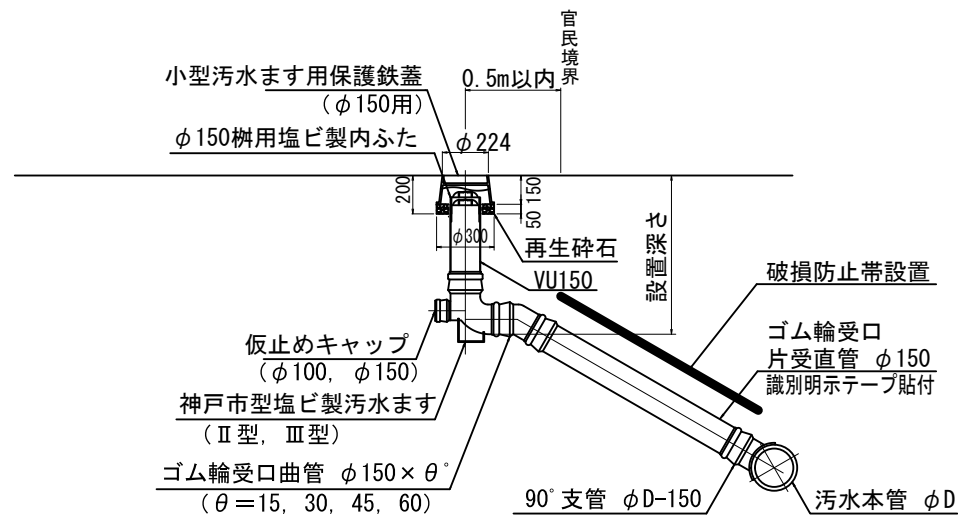 官民境界
小型汚水ます用保護鉄蓋
(φ150用)
0.5m以内
φ150桝用塩ビ製内ふた
φ224
200
150
50
φ300
再生砕石
VU150
設置深さ
破損防止帯設置
ゴム輪受口
片受直管 φ150
識別明示テープ貼付
仮止めキャップ
(φ100, φ150)
神戸市型塩ビ製汚水ます
(Ⅱ型, Ⅲ型)
ゴム輪受口曲管 φ150×θ°
(θ=15, 30, 45, 60)
90°支管 φD-150
汚水本管 φD